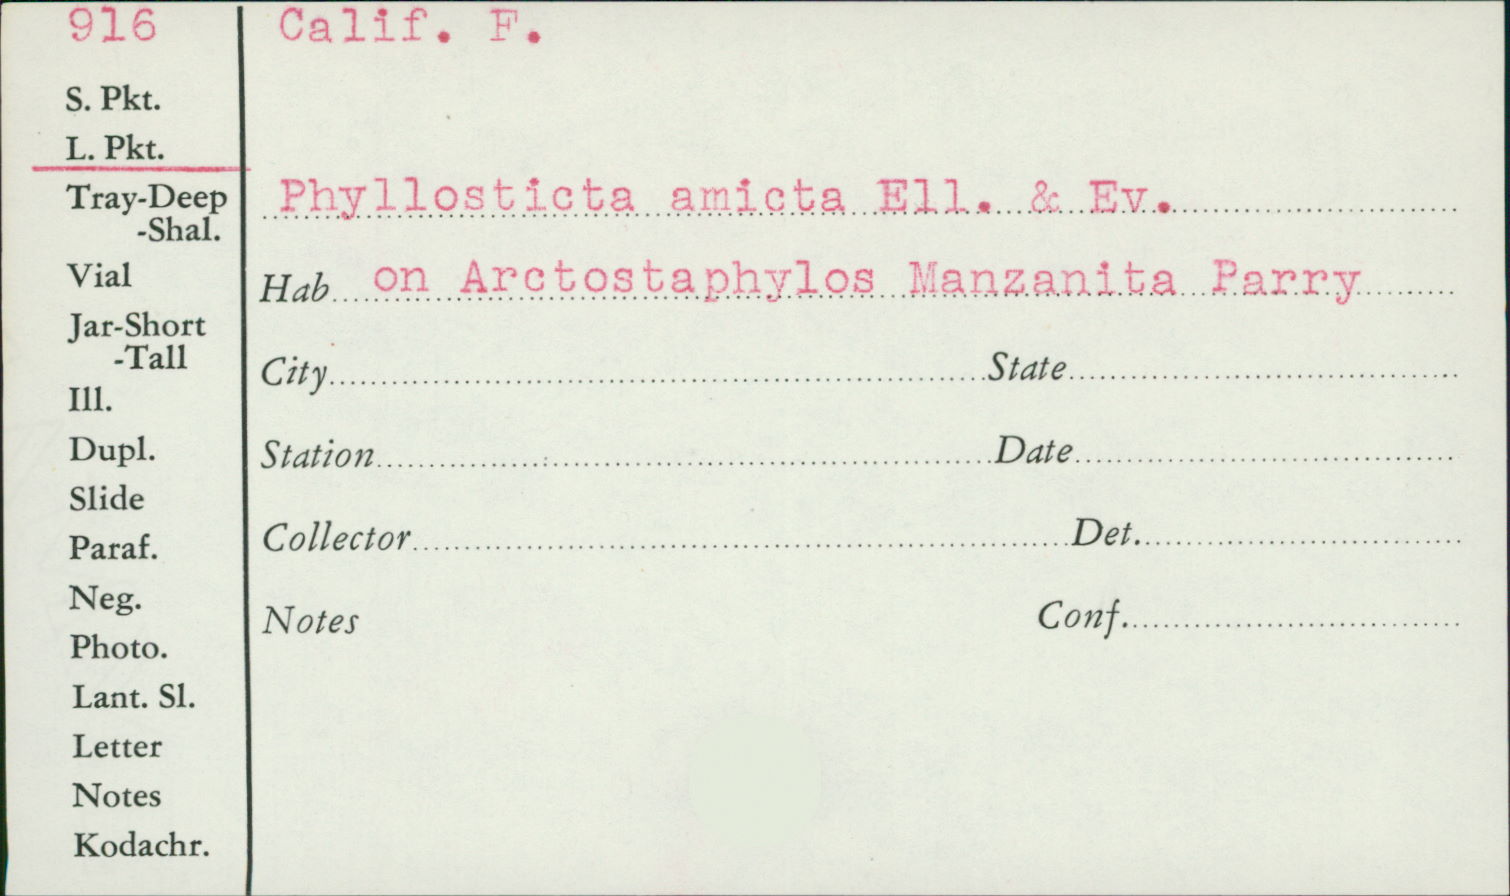 916
Calif. F.
S. Pkt.
L. Pkt.
Tray-Deep
-Shal.
Vial
Jar-Short
-Tall
Ill.
Dupl.
Slide
Paraf.
Neg.
Photo.
Lant. Sl.
Letter
Notes
Kodachr.
Phyllosticta amicta Ell. & Ev.
Hab on Arctostaphylos Manzanita Parry
City State
Station Date
Collector Det.
Notes Conf.